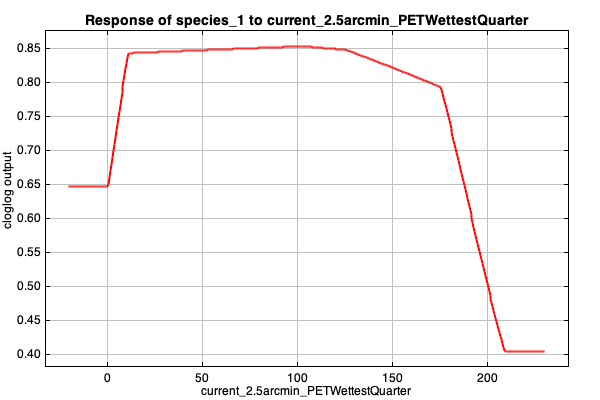 Response of species_1 to current_2.5arcmin_PETWettestQuarter
cloglog output
0.85
0.80
0.75
0.70
0.65
0.60
0.55
0.50
0.45
0.40
0 50 100 150 200
current_2.5arcmin_PETWettestQuarter